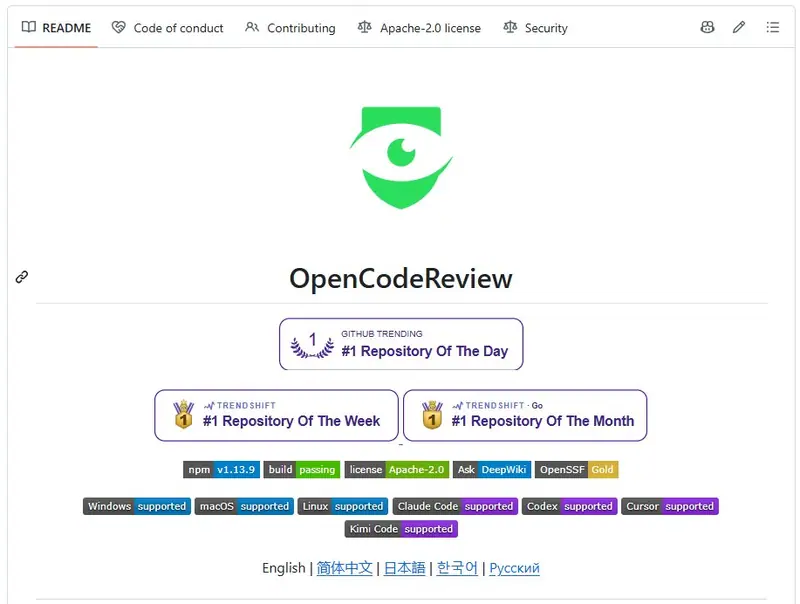 README Code of conduct Contributing Apache-2.0 license Security
OpenCodeReview
1 GITHUB TRENDING
#1 Repository Of The Day
1 TRENDSHIFT
#1 Repository Of The Week
1 TRENDSHIFT · Go
#1 Repository Of The Month
npm v1.13.9 build passing license Apache-2.0 Ask DeepWiki OpenSSF Gold
Windows supported macOS supported Linux supported Claude Code supported Codex supported Cursor supported
Kimi Code supported
English | 简体中文 | 日本語 | 한국어 | Русский